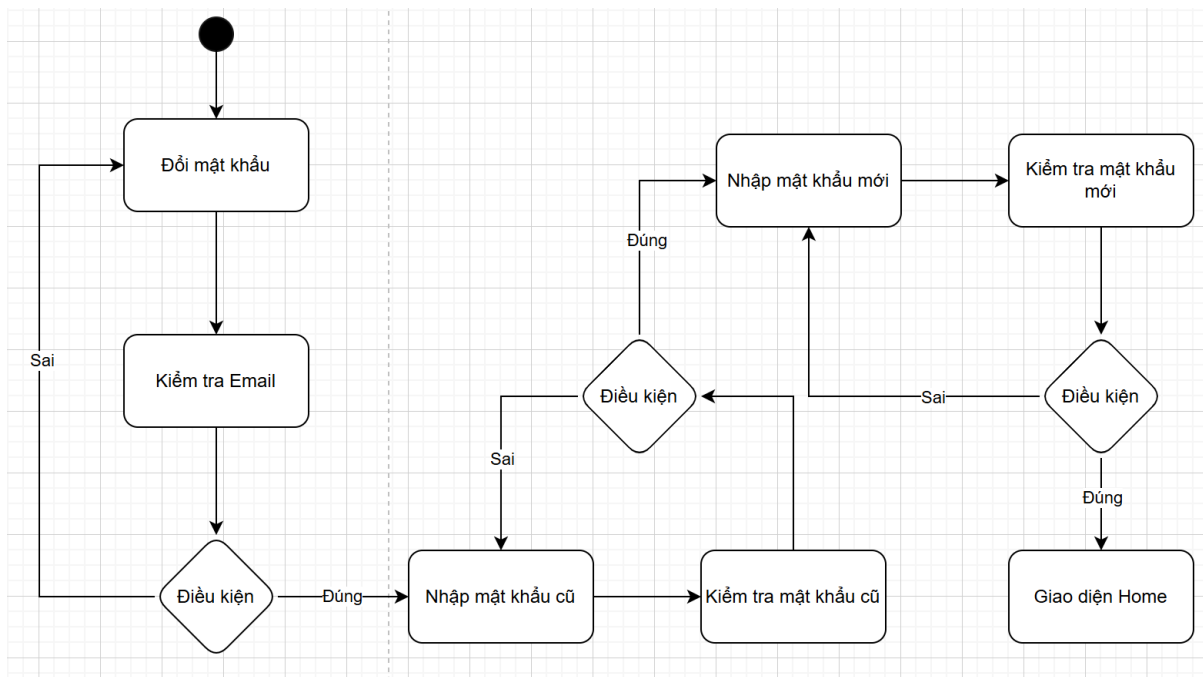 Đổi mật khẩu
Sai
Kiểm tra Email
Điều kiện
Đúng
Nhập mật khẩu cũ
Kiểm tra mật khẩu cũ
Điều kiện
Sai
Đúng
Nhập mật khẩu mới
Kiểm tra mật khẩu
mới
Điều kiện
Sai
Đúng
Giao diện Home